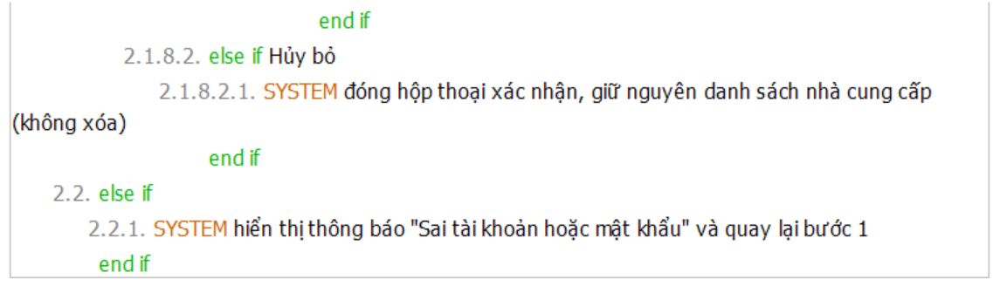 end if
2.1.8.2. else if Hủy bỏ
2.1.8.2.1. SYSTEM đóng hộp thoại xác nhận, giữ nguyên danh sách nhà cung cấp
(không xóa)
end if
2.2. else if
2.2.1. SYSTEM hiển thị thông báo "Sai tài khoản hoặc mật khẩu" và quay lại bước 1
end if